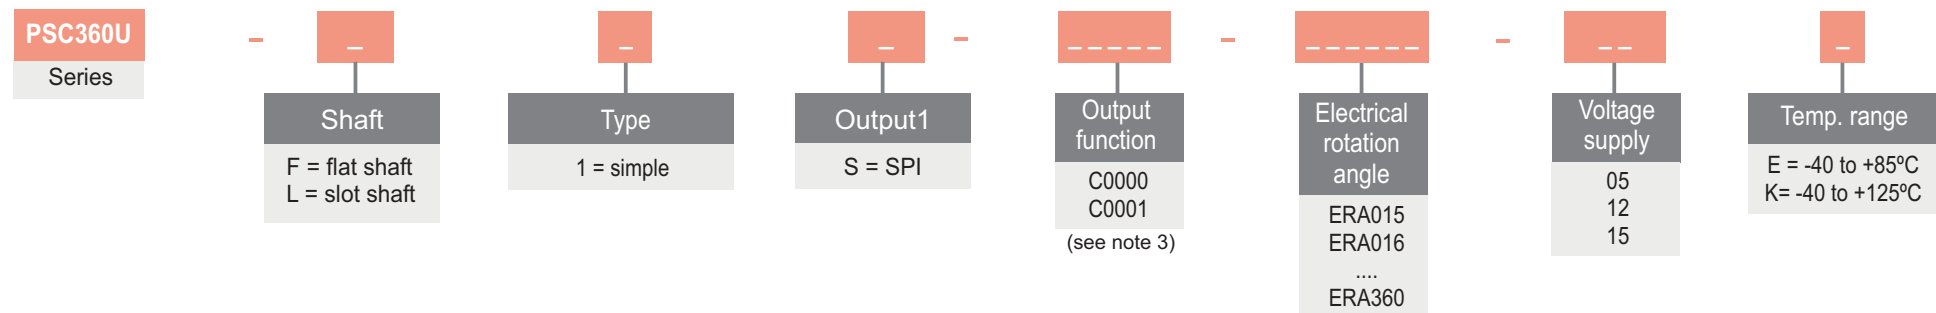 PSC360U - _ _ _ - _ _ _ _ _ - _ _ _ _ _ _ - _ _ _
Series
Shaft
F = flat shaft
L = slot shaft
Type
1 = simple
Output1
S = SPI
Output
function
C0000
C0001
(see note 3)
Electrical
rotation
angle
ERA015
ERA016
....
ERA360
Voltage
supply
05
12
15
Temp. range
E = -40 to +85ºC
K= -40 to +125ºC